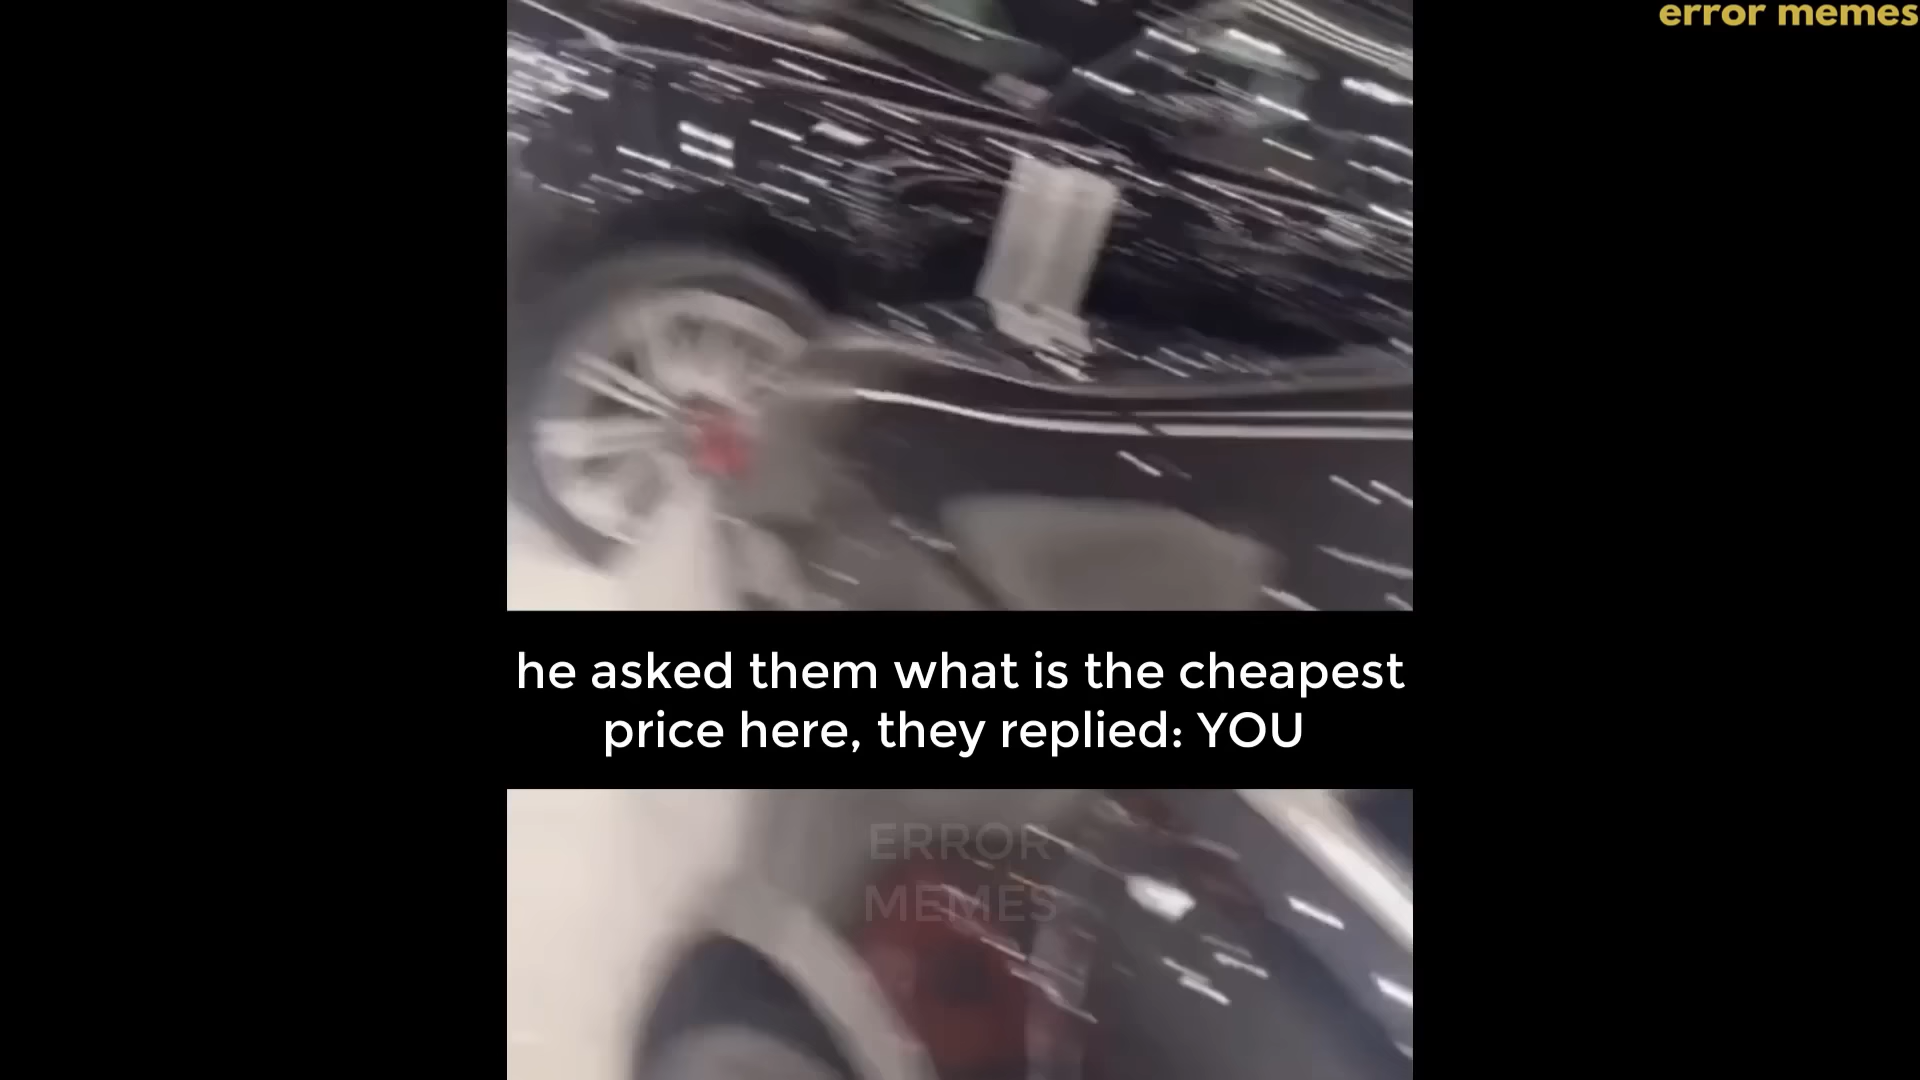 error memes
he asked them what is the cheapest
price here, they replied: YOU
ERROR
MEMES